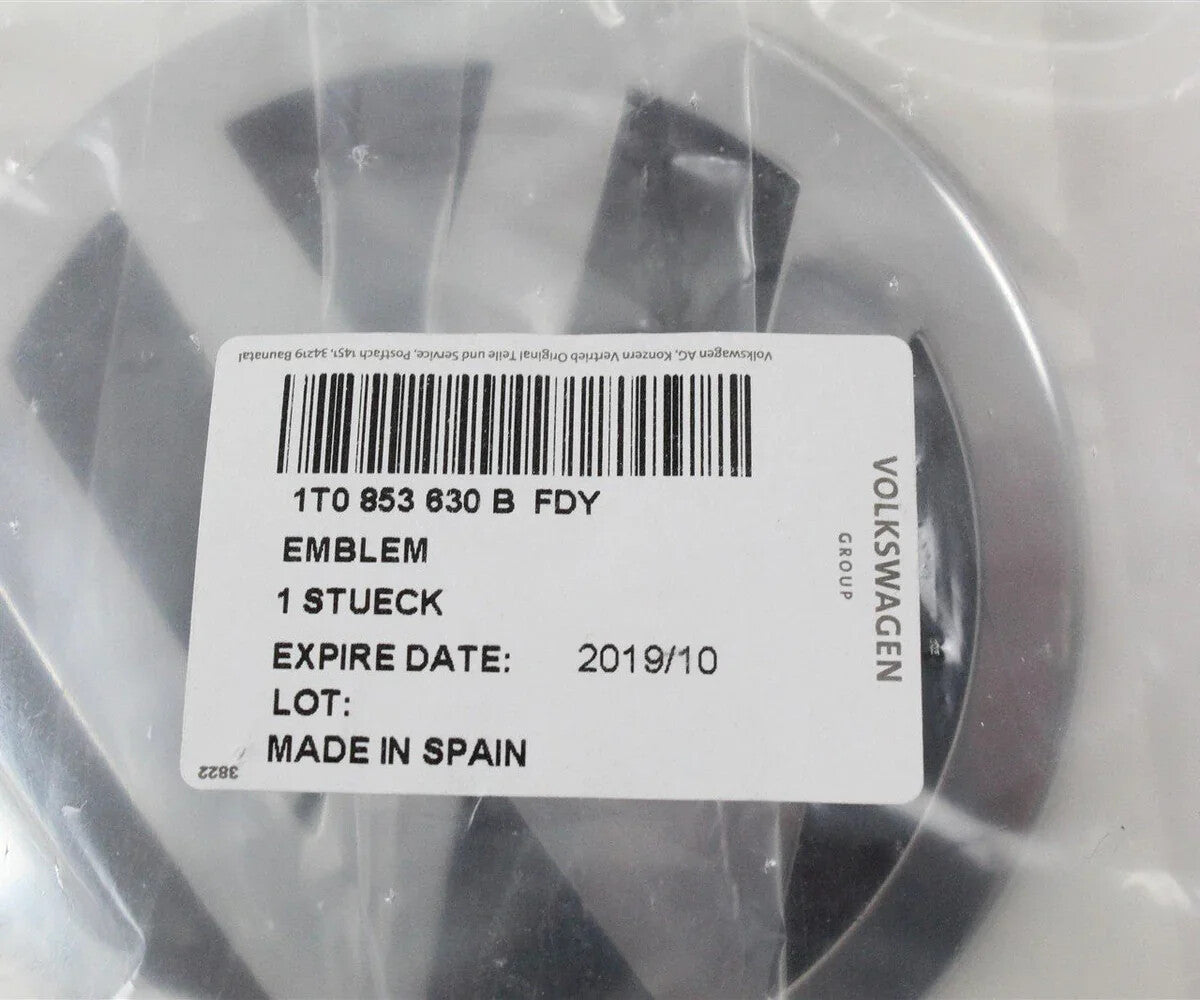 Volkswagen AG, Konzern Vertrieb Original Teile und Service, Postfach 1451, 34219 Baunatal
1T0 853 630 B FDY
EMBLEM
1 STUECK
EXPIRE DATE: 2019/10
LOT:
MADE IN SPAIN
3822
VOLKSWAGEN
GROUP